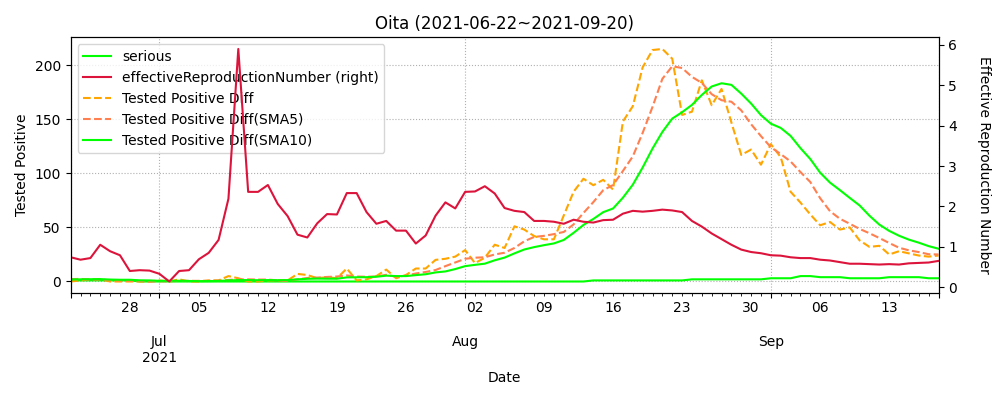 Oita (2021-06-22~2021-09-20)
serious
effectiveReproductionNumber (right)
Tested Positive Diff
Tested Positive Diff(SMA5)
Tested Positive Diff(SMA10)
Tested Positive
200
150
100
50
0
Effective Reproduction Number
6
5
4
3
2
1
0
28 05 12 19 26 02 09 16 23 30 06 13
Jul Aug Sep
2021
Date